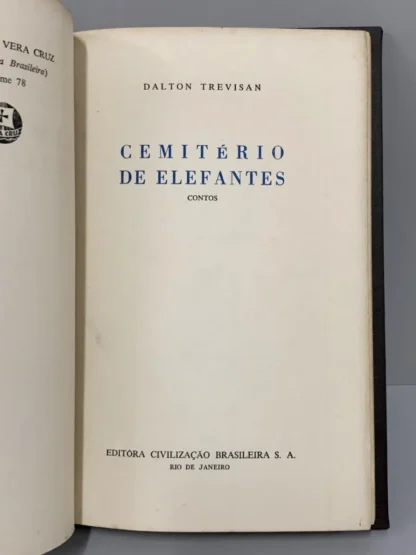 VERA CRUZ
Brasileira)
me 78
DALTON TREVISAN
CEMITÉRIO
DE ELEFANTES
CONTOS
EDITÔRA CIVILIZAÇÃO BRASILEIRA S. A.
RIO DE JANEIRO